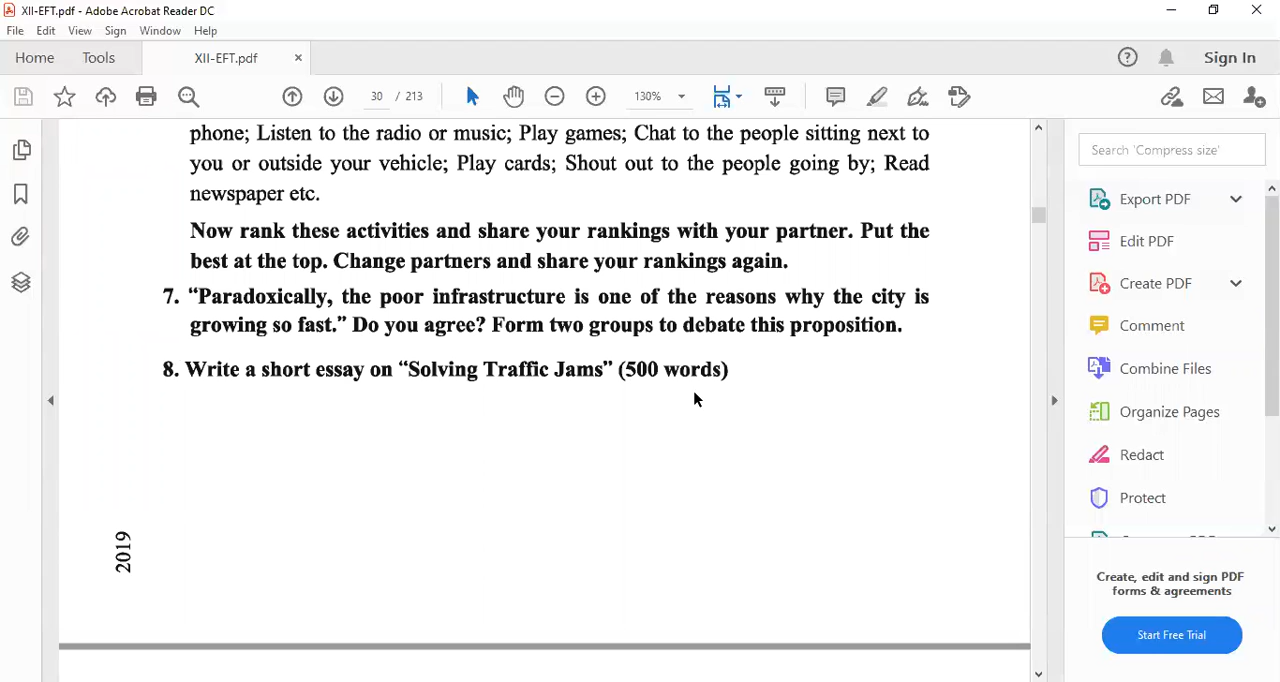 XII-EFT.pdf - Adobe Acrobat Reader DC
File Edit View Sign Window Help
Home Tools XII-EFT.pdf × Sign In
30 / 213 130%
phone; Listen to the radio or music; Play games; Chat to the people sitting next to
you or outside your vehicle; Play cards; Shout out to the people going by; Read
newspaper etc.
Now rank these activities and share your rankings with your partner. Put the
best at the top. Change partners and share your rankings again.
7. “Paradoxically, the poor infrastructure is one of the reasons why the city is
growing so fast.” Do you agree? Form two groups to debate this proposition.
8. Write a short essay on “Solving Traffic Jams” (500 words)
2019
Search 'Compress size'
Export PDF
Edit PDF
Create PDF
Comment
Combine Files
Organize Pages
Redact
Protect
Create, edit and sign PDF
forms & agreements
Start Free Trial